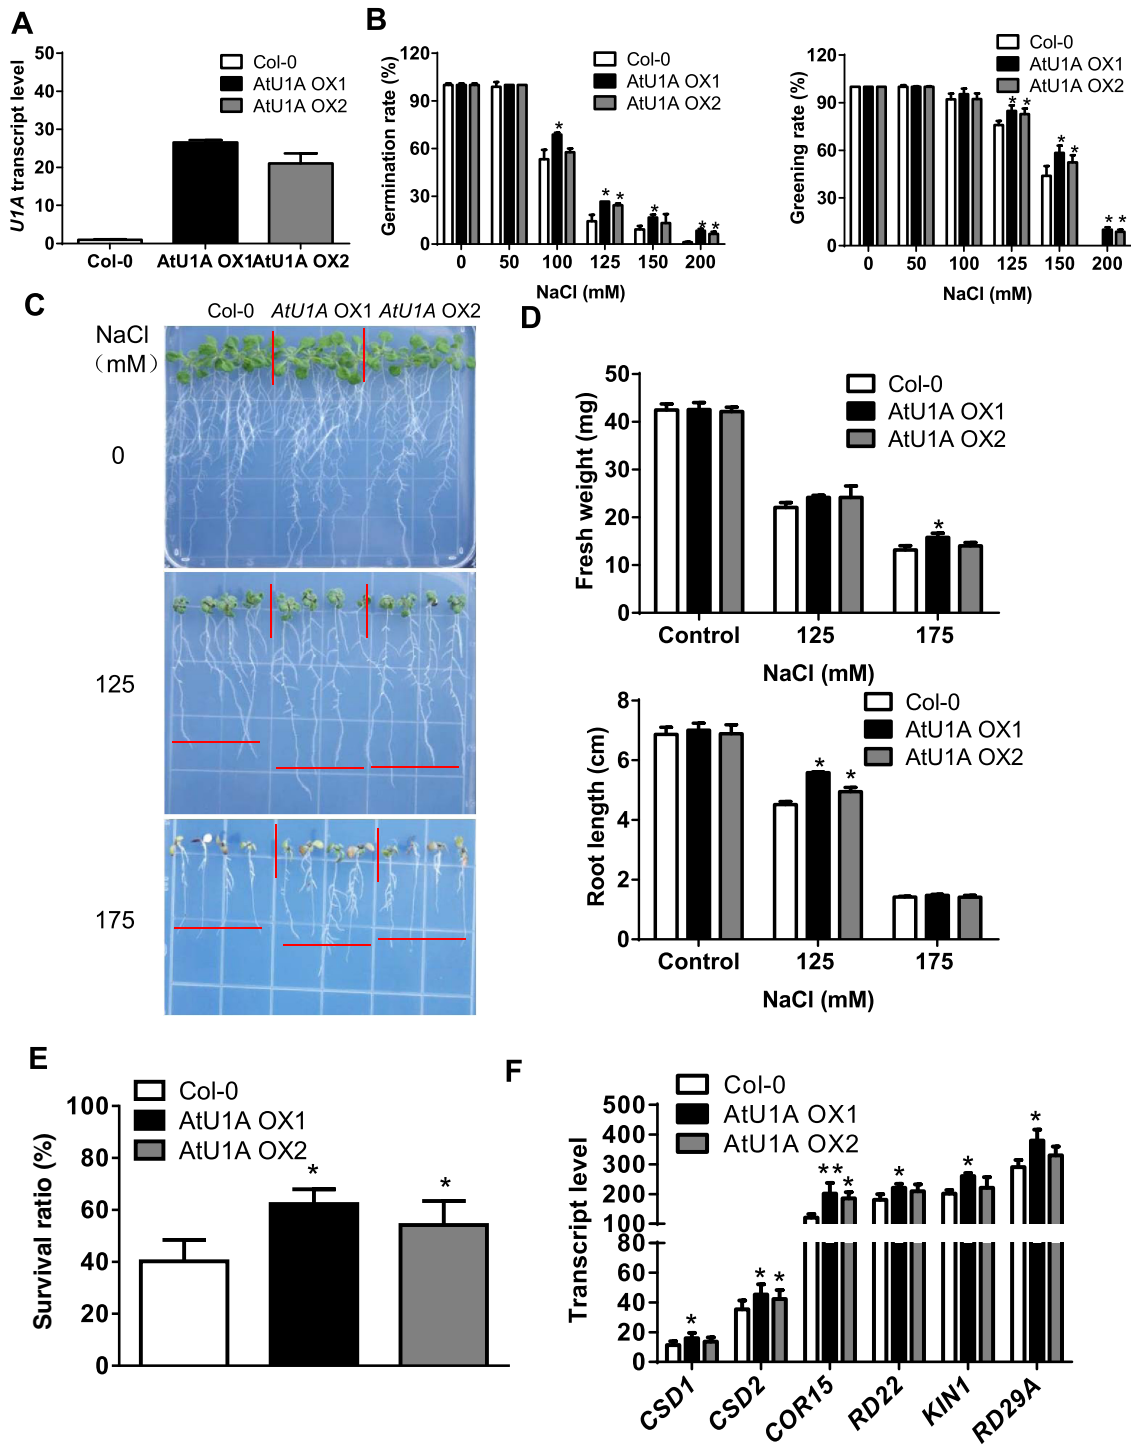 A
U1A transcript level
50
40
30
20
10
0
Col-0
AtU1A OX1
AtU1A OX2
Col-0
AtU1A OX1
AtU1A OX2
B
Germination rate (%)
120
90
60
30
0
Col-0
AtU1A OX1
AtU1A OX2
*
* *
*
* *
0 50 100 125 150 200
NaCl (mM)
Greening rate (%)
120
90
60
30
0
Col-0
AtU1A OX1
AtU1A OX2
* *
* *
* *
0 50 100 125 150 200
NaCl (mM)
C
Col-0 AtU1A OX1 AtU1A OX2
NaCl
（mM）
0
125
175
D
Fresh weight (mg)
50
40
30
20
10
0
Col-0
AtU1A OX1
AtU1A OX2
*
Control 125 175
NaCl (mM)
Root length (cm)
8
6
4
2
0
Col-0
AtU1A OX1
AtU1A OX2
* *
Control 125 175
NaCl (mM)
E
Survival ratio (%)
100
80
60
40
20
0
Col-0
AtU1A OX1
AtU1A OX2
* *
F
Transcript level
500
400
300
200
100
80
60
40
20
0
Col-0
AtU1A OX1
AtU1A OX2
*
* *
** *
*
*
*
CSD1 CSD2 COR15 RD22 KIN1 RD29A